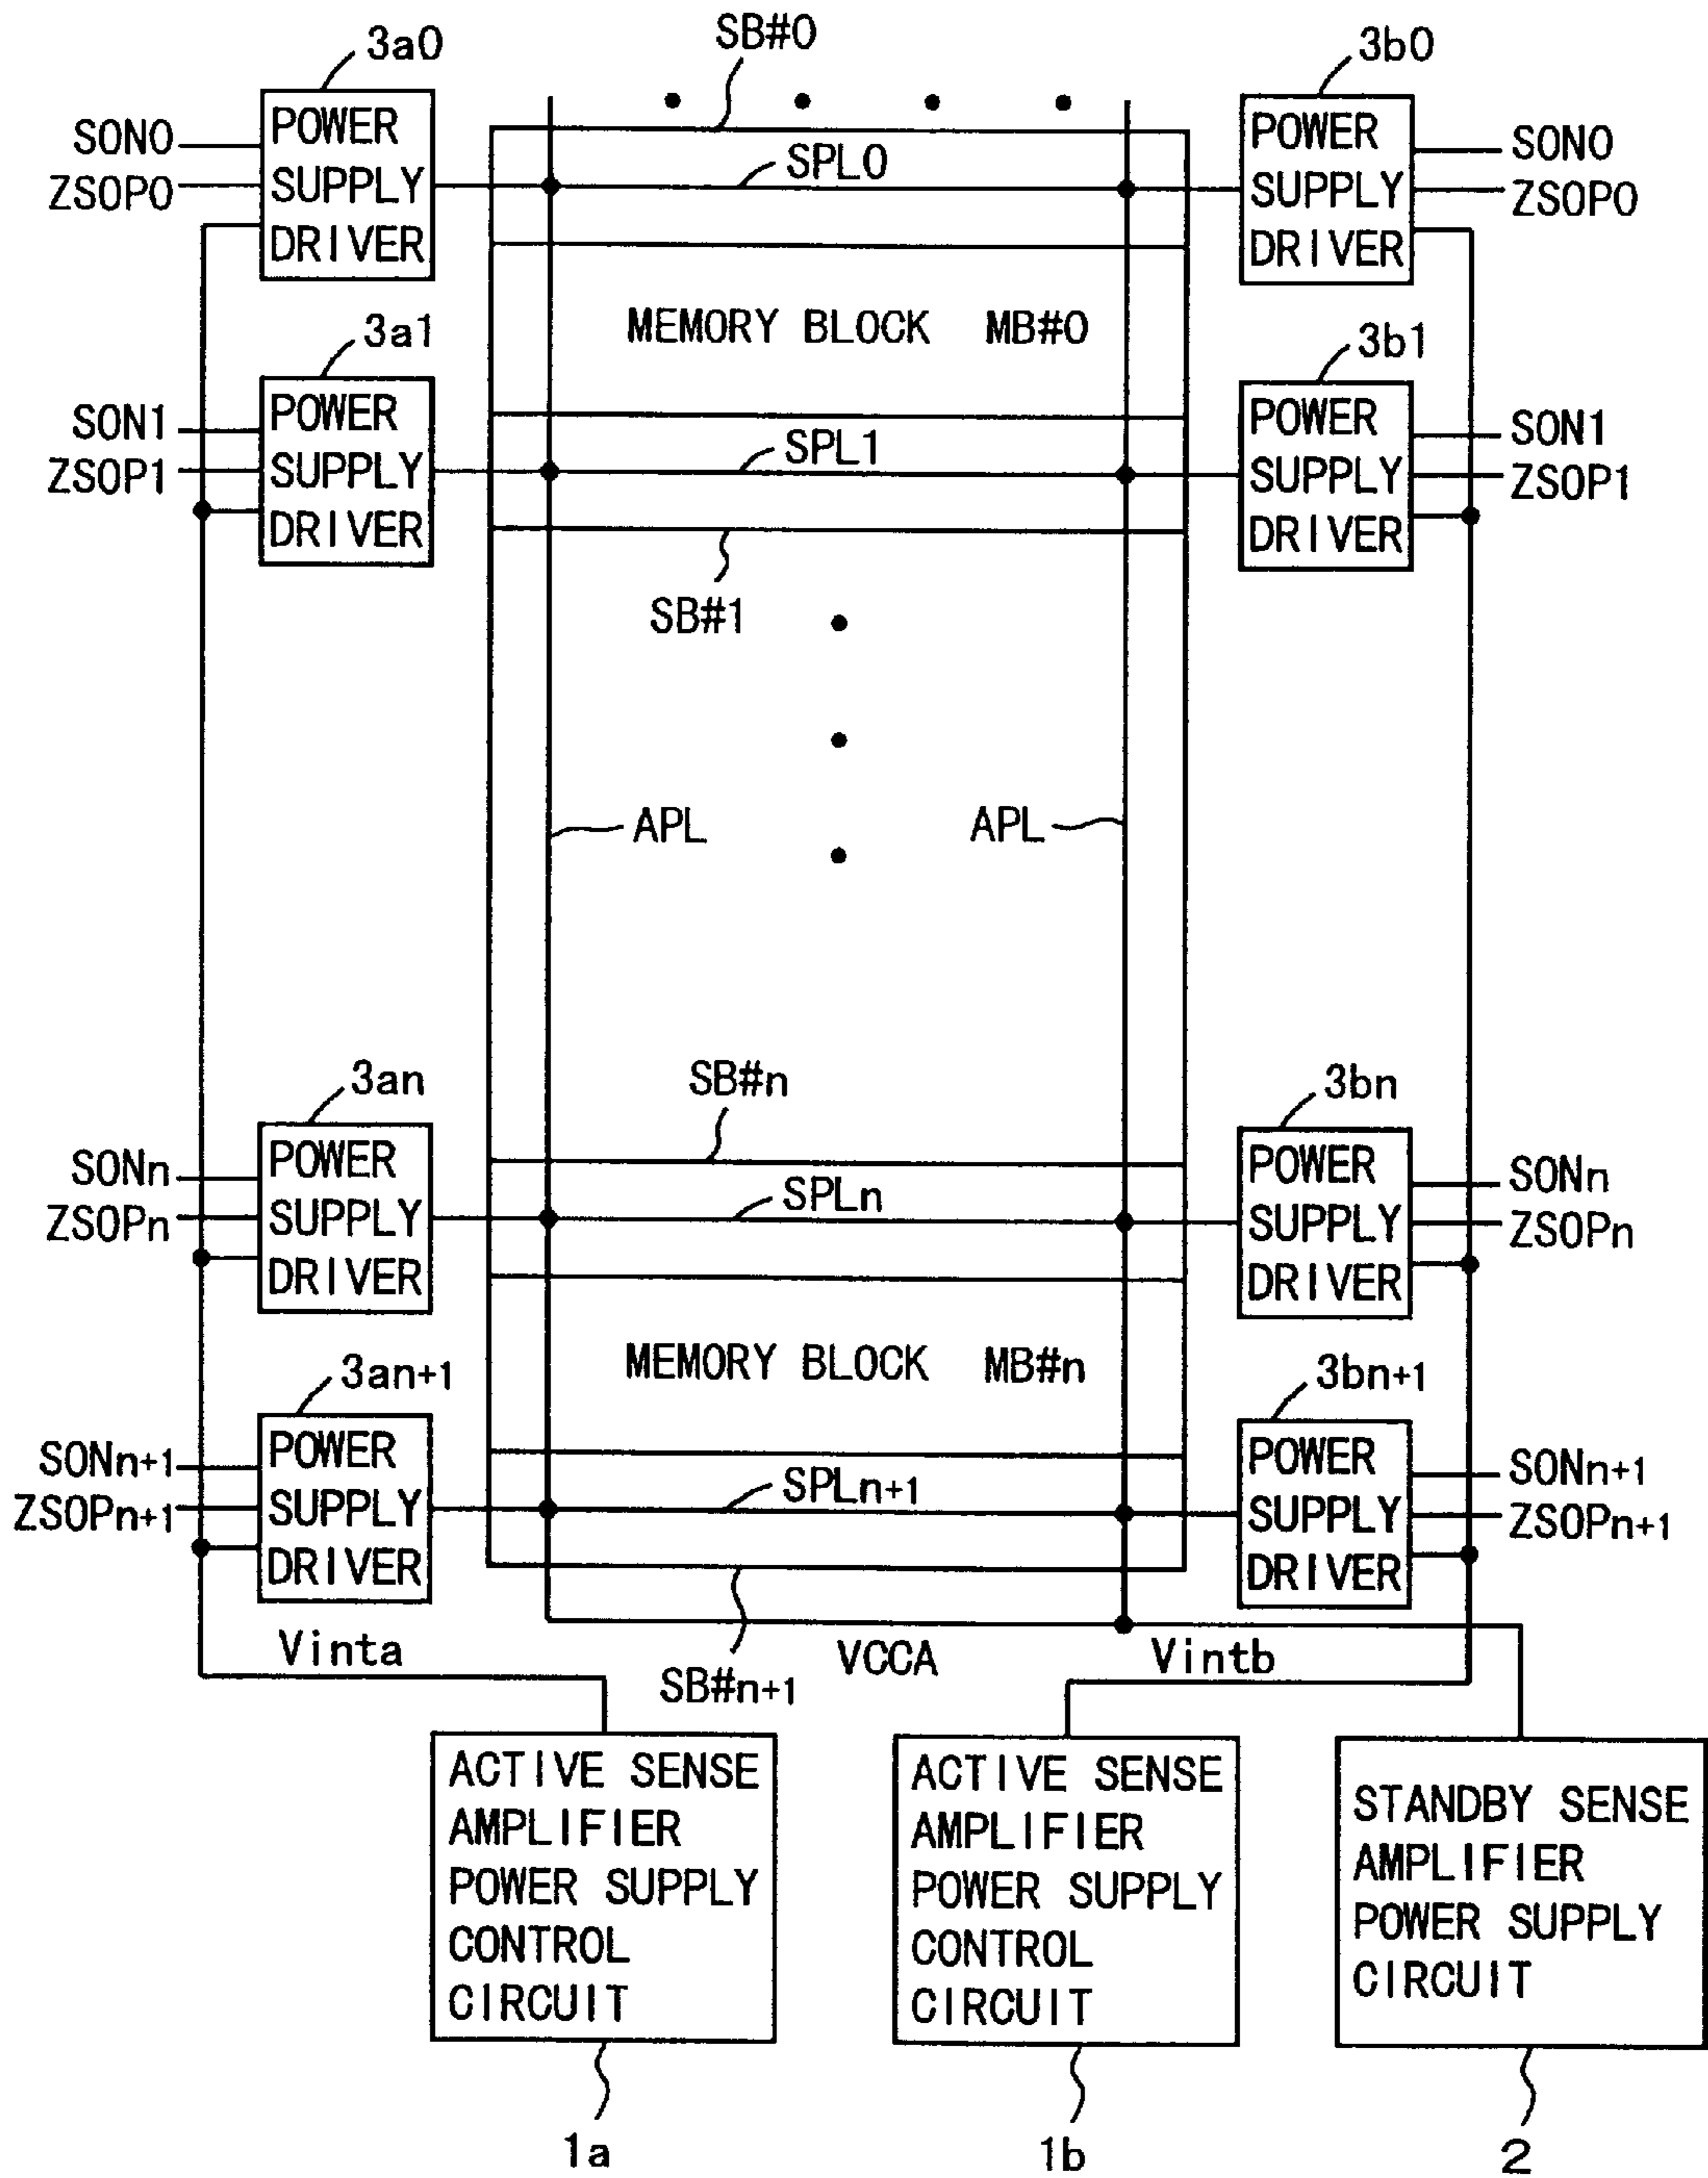 SB#0
3a0
3b0
SON0
ZSOP0
POWER
SUPPLY
DRIVER
SPL0
POWER
SUPPLY
DRIVER
SON0
ZSOP0
MEMORY BLOCK MB#0
3a1
3b1
SON1
ZSOP1
POWER
SUPPLY
DRIVER
SPL1
POWER
SUPPLY
DRIVER
SON1
ZSOP1
SB#1
APL
APL
3an
SB#n
3bn
SONn
ZSOPn
POWER
SUPPLY
DRIVER
SPLn
POWER
SUPPLY
DRIVER
SONn
ZSOPn
MEMORY BLOCK MB#n
3an+1
3bn+1
SONn+1
ZSOPn+1
POWER
SUPPLY
DRIVER
SPLn+1
POWER
SUPPLY
DRIVER
SONn+1
ZSOPn+1
Vinta
VCCA
Vintb
SB#n+1
ACTIVE SENSE
AMPLIFIER
POWER SUPPLY
CONTROL
CIRCUIT
ACTIVE SENSE
AMPLIFIER
POWER SUPPLY
CONTROL
CIRCUIT
STANDBY SENSE
AMPLIFIER
POWER SUPPLY
CIRCUIT
1a
1b
2